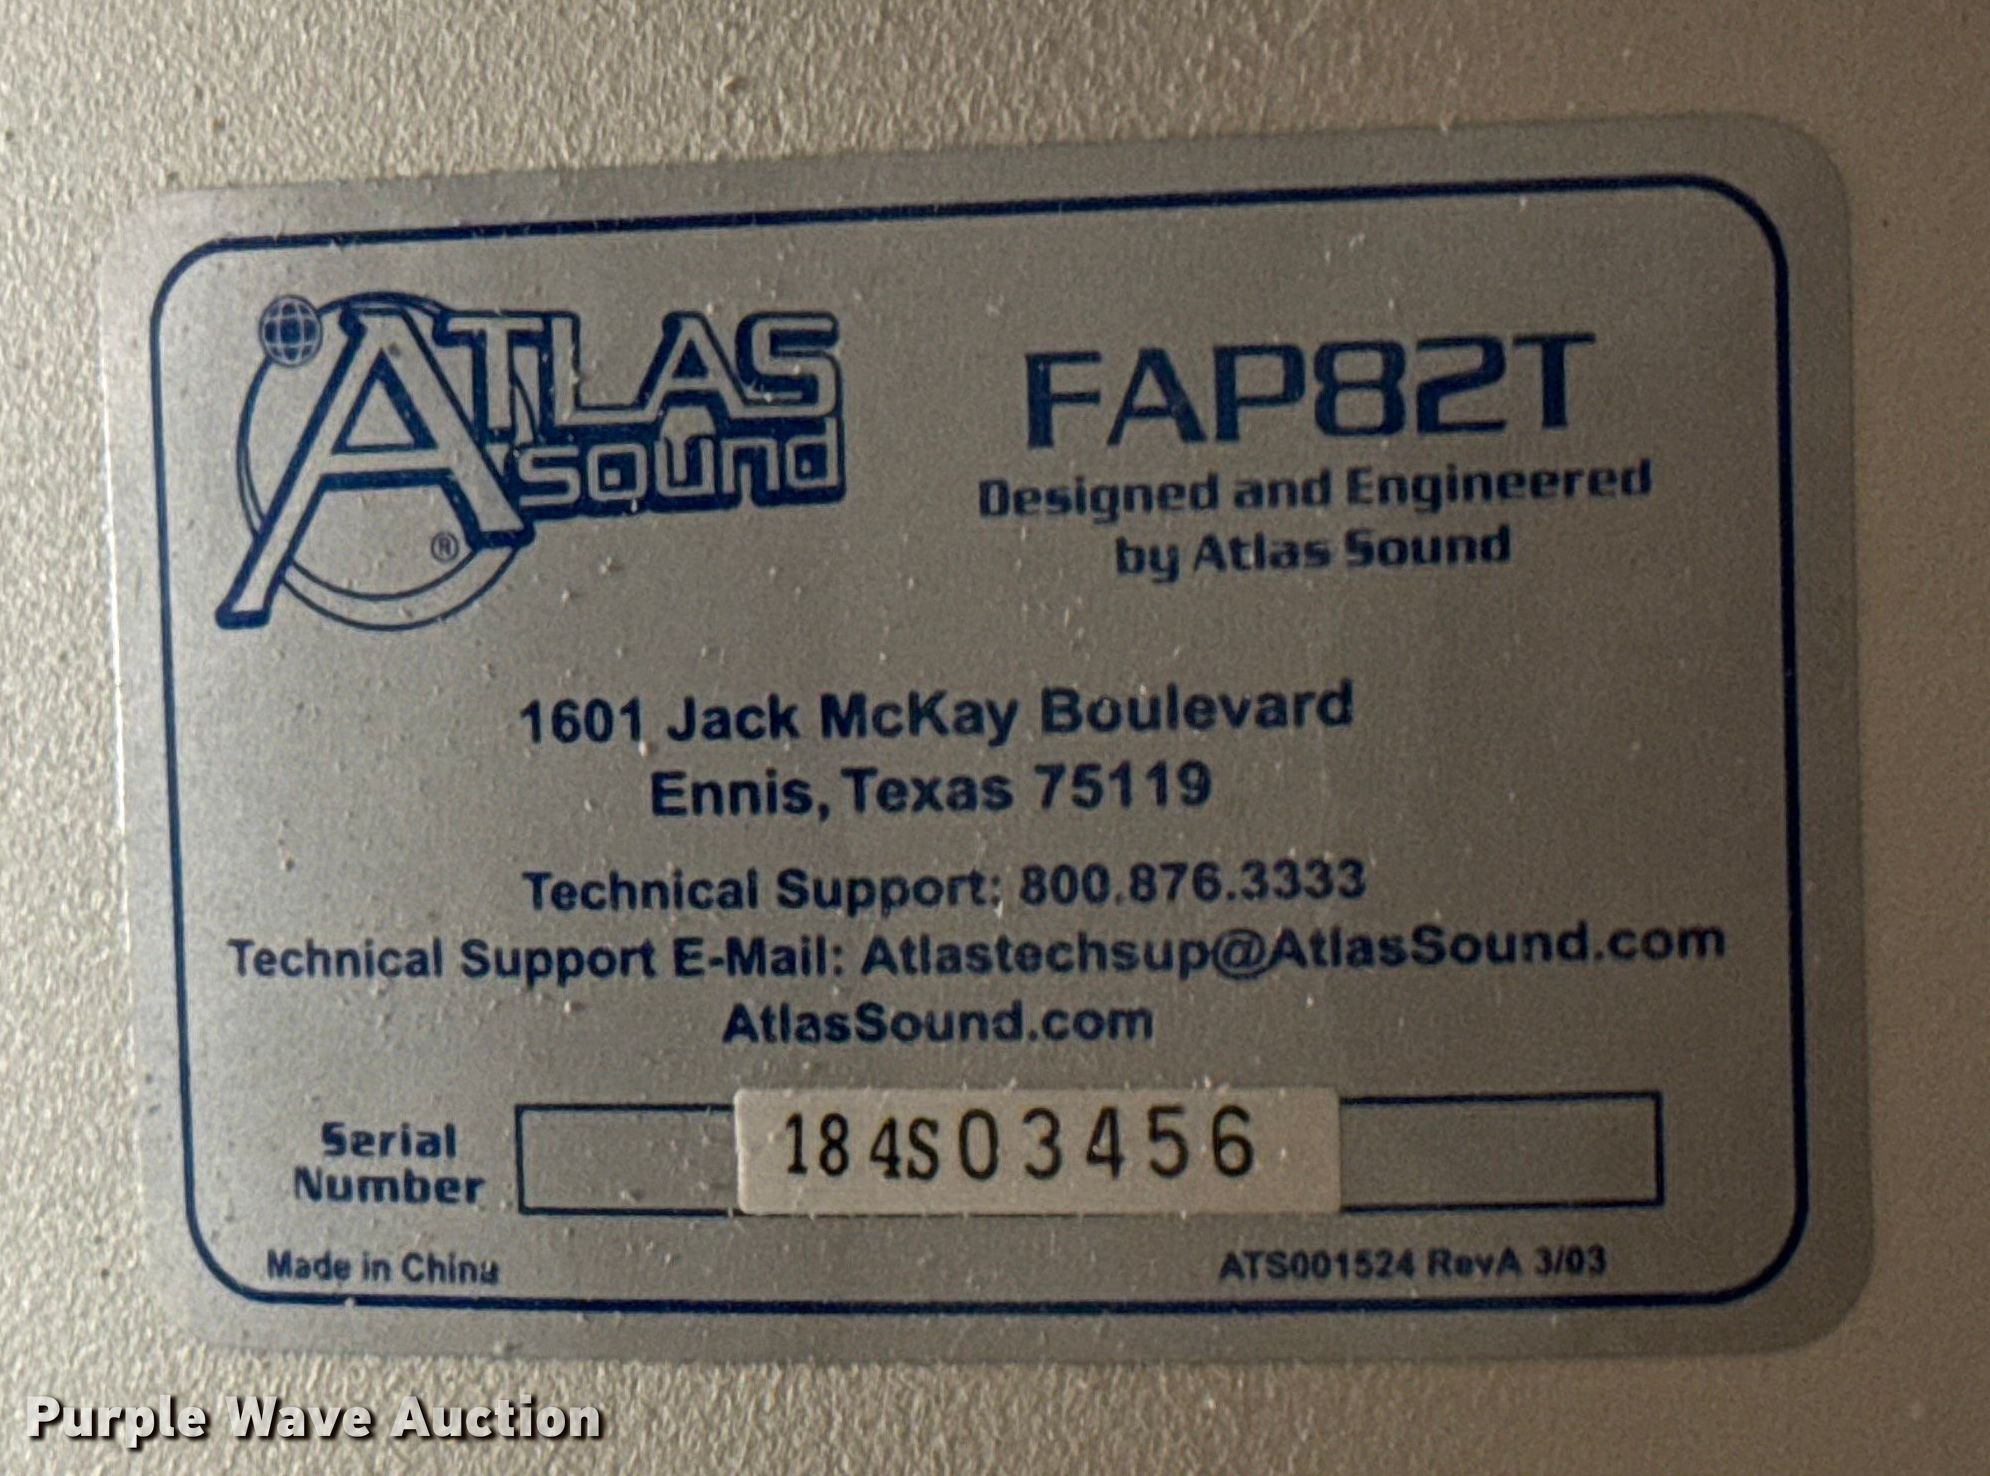 ATLAS
sound
®
FAP82T
Designed and Engineered
by Atlas Sound
1601 Jack McKay Boulevard
Ennis, Texas 75119
Technical Support: 800.876.3333
Technical Support E-Mail: Atlastechsup@AtlasSound.com
AtlasSound.com
Serial
Number
184S03456
Made in China
ATS001524 RevA 3/03
Purple Wave Auction